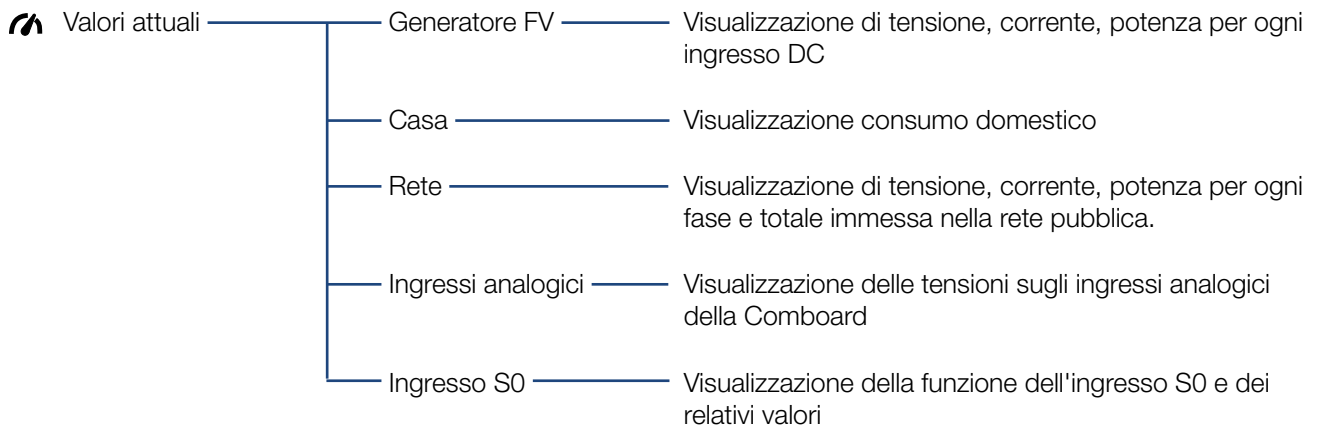 Valori attuali
Generatore FV
Visualizzazione di tensione, corrente, potenza per ogni
ingresso DC
Casa
Visualizzazione consumo domestico
Rete
Visualizzazione di tensione, corrente, potenza per ogni
fase e totale immessa nella rete pubblica.
Ingressi analogici
Visualizzazione delle tensioni sugli ingressi analogici
della Comboard
Ingresso S0
Visualizzazione della funzione dell'ingresso S0 e dei
relativi valori